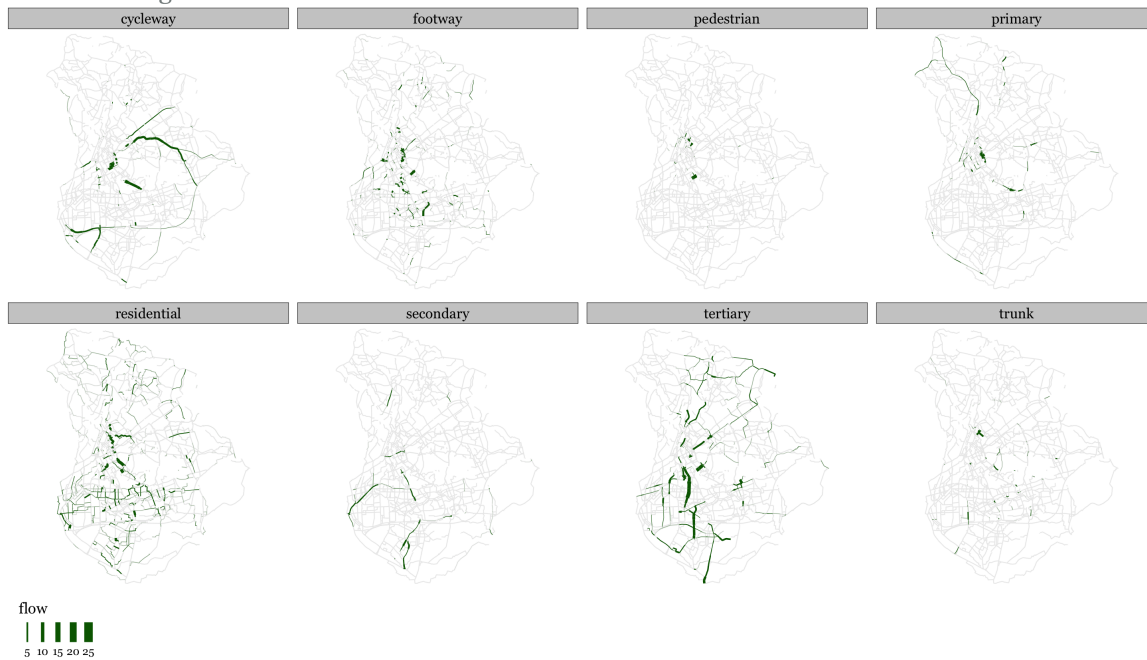 cycleway
footway
pedestrian
primary
residential
secondary
tertiary
trunk
flow
5 10 15 20 25